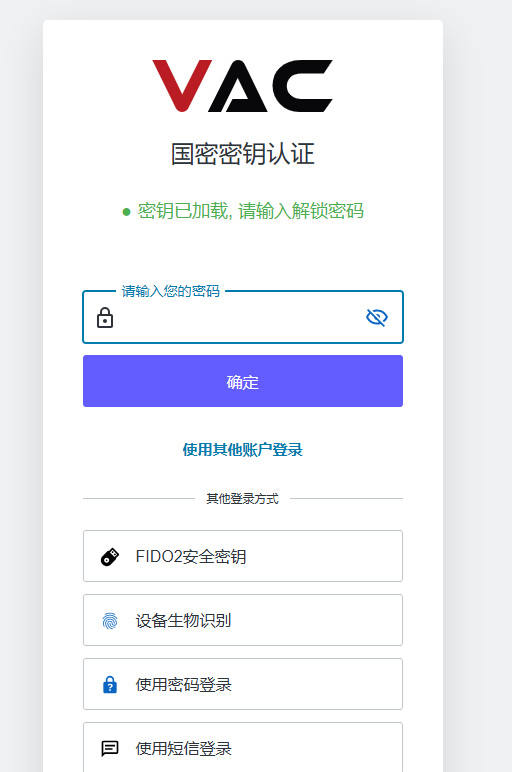 VAC
国密密钥认证
● 密钥已加载, 请输入解锁密码
请输入您的密码
确定
使用其他账户登录
其他登录方式
FIDO2安全密钥
设备生物识别
使用密码登录
使用短信登录